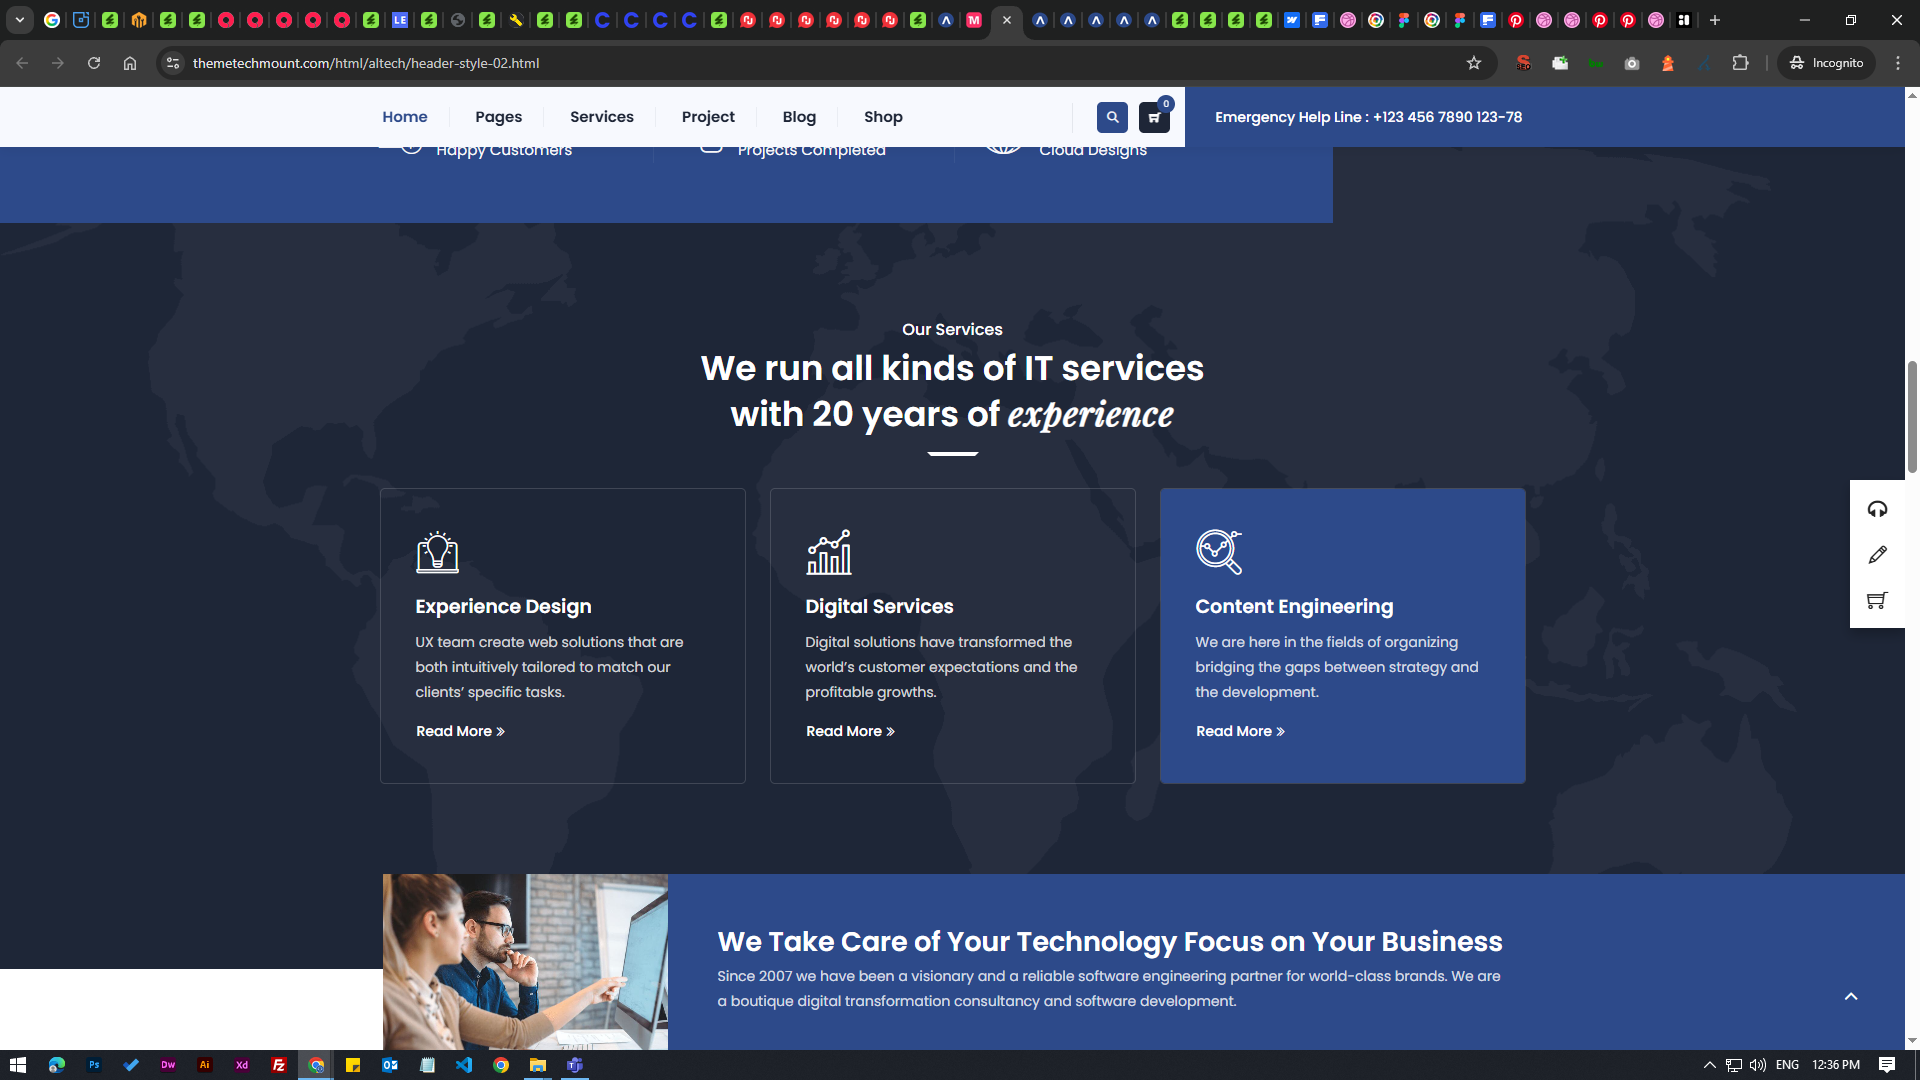 themetechmount.com/html/altech/header-style-02.html
Incognito
Home
Pages
Services
Project
Blog
Shop
0
Emergency Help Line : +123 456 7890 123-78
Happy Customers
Projects Completed
Cloud Designs
Our Services
We run all kinds of IT services
with 20 years of experience
Experience Design
UX team create web solutions that are
both intuitively tailored to match our
clients’ specific tasks.
Read More
Digital Services
Digital solutions have transformed the
world’s customer expectations and the
profitable growths.
Read More
Content Engineering
We are here in the fields of organizing
bridging the gaps between strategy and
the development.
Read More
We Take Care of Your Technology Focus on Your Business
Since 2007 we have been a visionary and a reliable software engineering partner for world-class brands. We are
a boutique digital transformation consultancy and software development.
Ps
Dw
Ai
Xd
Fz
ENG
12:36 PM